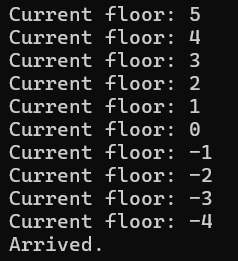 Current floor: 5
Current floor: 4
Current floor: 3
Current floor: 2
Current floor: 1
Current floor: 0
Current floor: -1
Current floor: -2
Current floor: -3
Current floor: -4
Arrived.